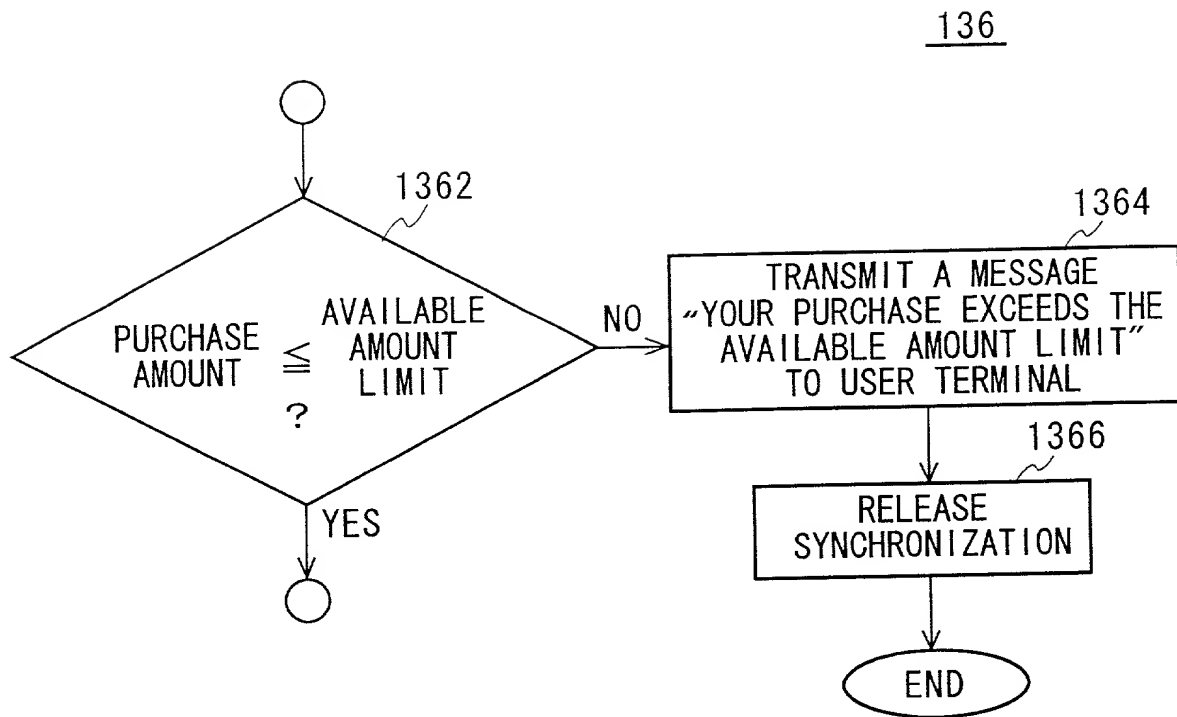 136
1362
PURCHASE
AMOUNT
≦
AVAILABLE
AMOUNT
LIMIT
?
NO
YES
1364
TRANSMIT A MESSAGE
"YOUR PURCHASE EXCEEDS THE
AVAILABLE AMOUNT LIMIT"
TO USER TERMINAL
1366
RELEASE
SYNCHRONIZATION
END